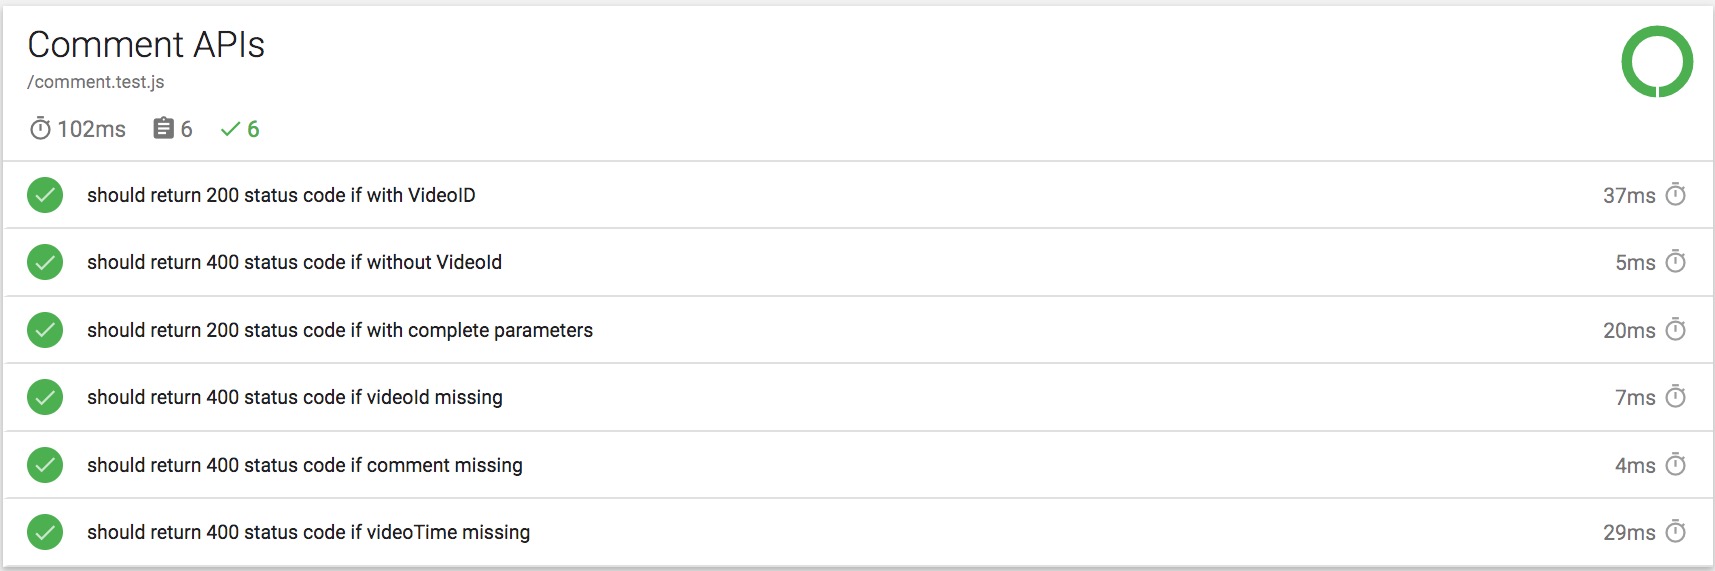 Comment APIs
/comment.test.js
102ms 6 6
should return 200 status code if with VideoID 37ms
should return 400 status code if without VideoId 5ms
should return 200 status code if with complete parameters 20ms
should return 400 status code if videoId missing 7ms
should return 400 status code if comment missing 4ms
should return 400 status code if videoTime missing 29ms